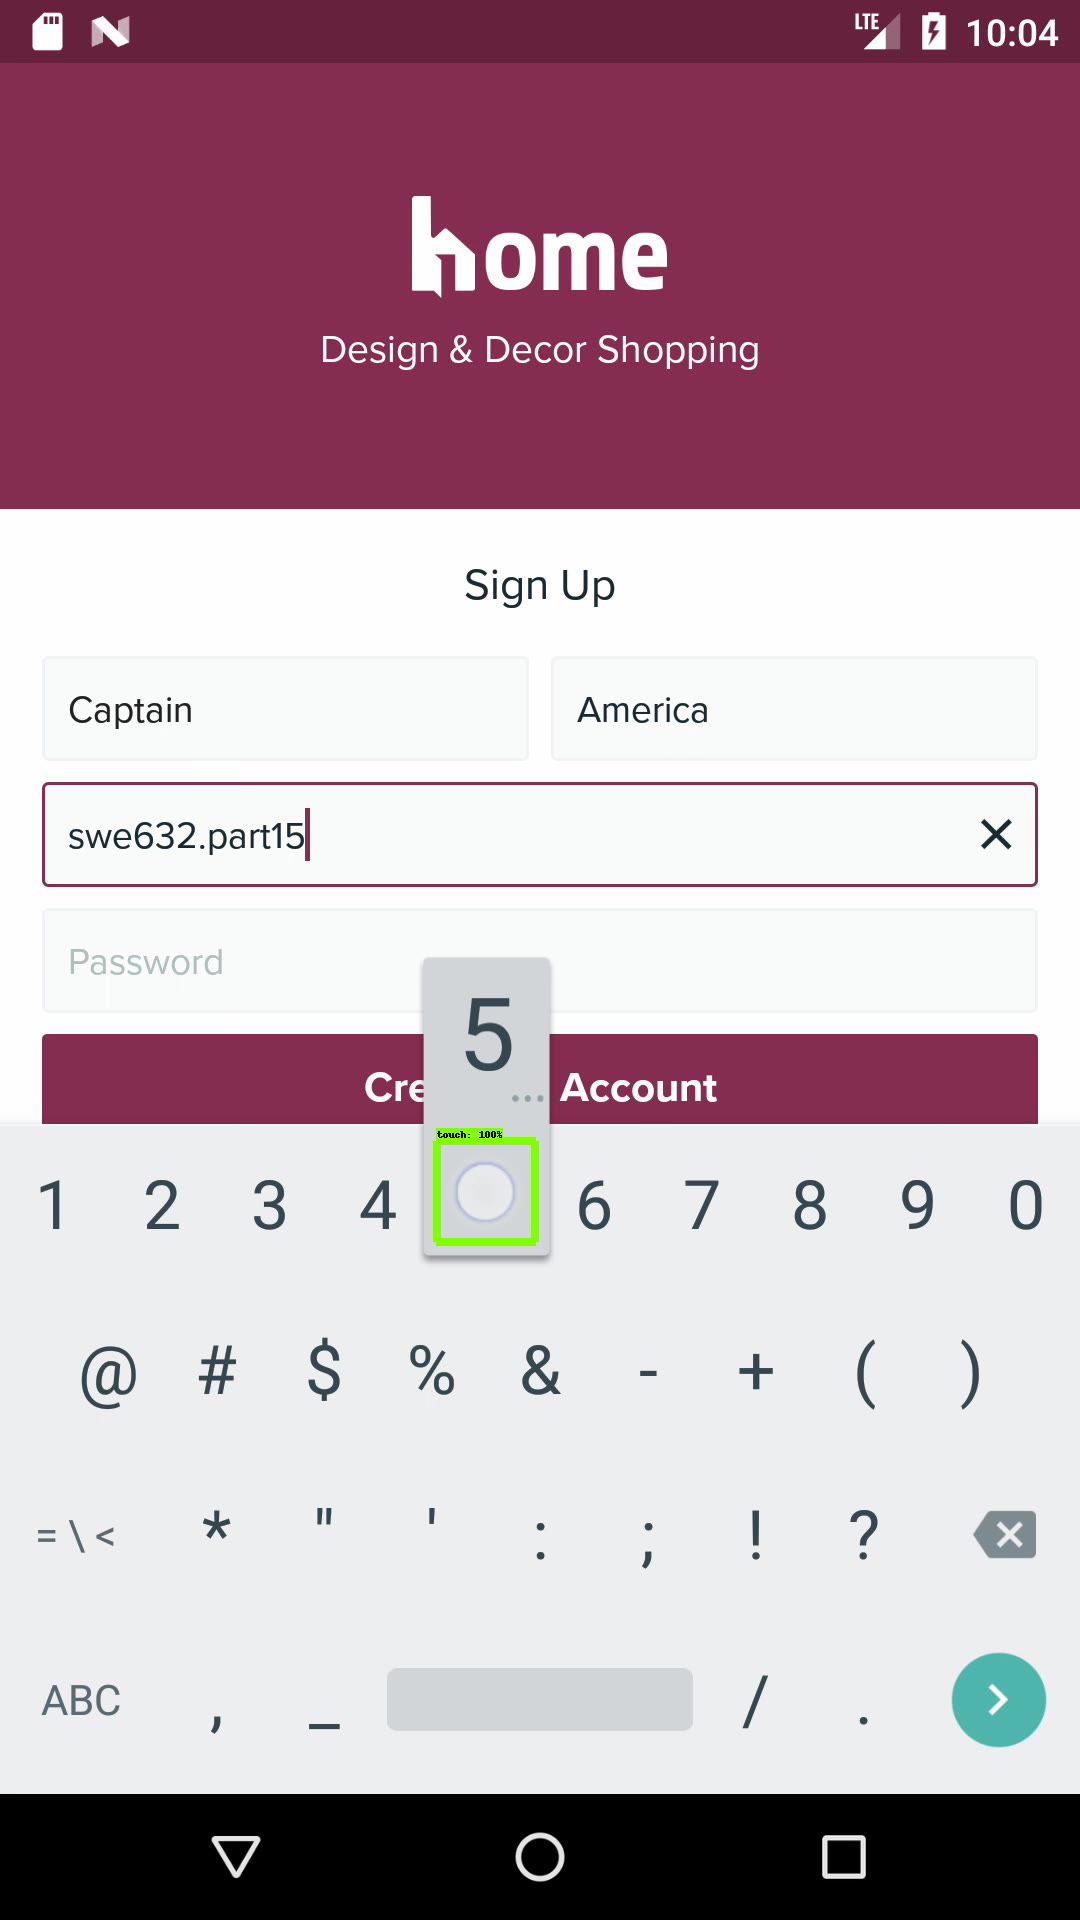 LTE 10:04
home
Design & Decor Shopping
Sign Up
Captain America
swe632.part15
Password
5
Cre Account
touch: 100%
1 2 3 4 6 7 8 9 0
@ # $ % & - + ( )
= \ < * " ' : ; ! ?
ABC , _ / .